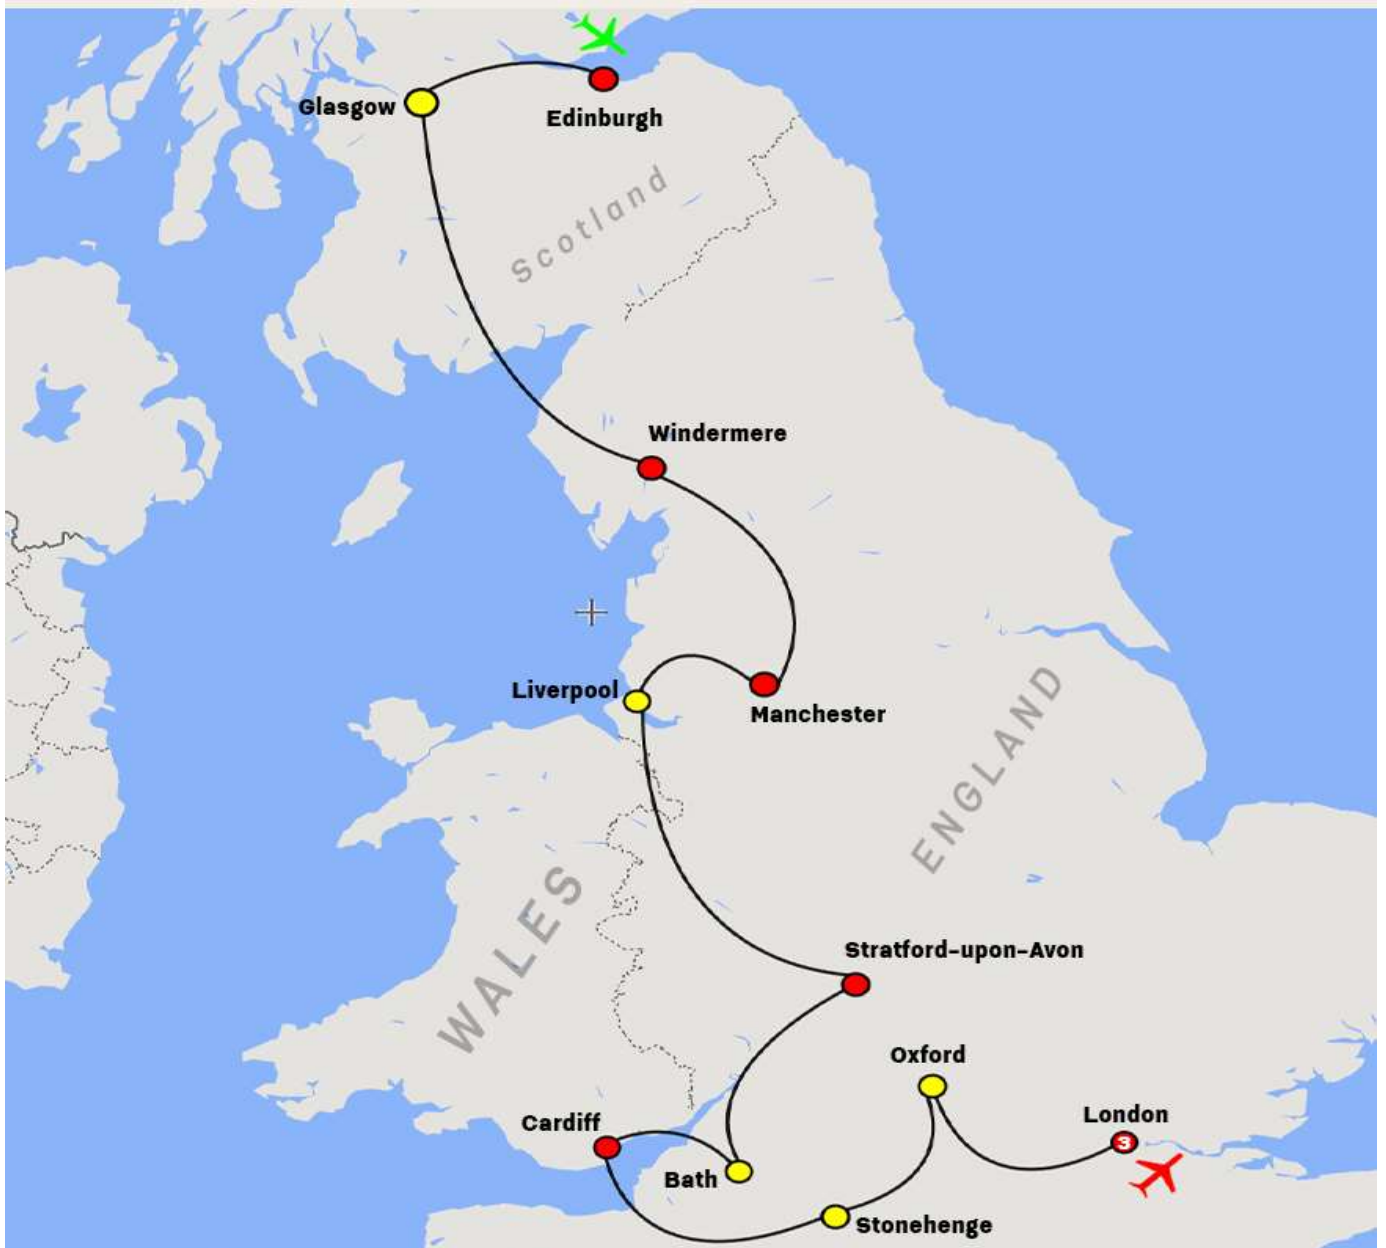 Glasgow
Edinburgh
Scotland
Windermere
Liverpool
Manchester
ENGLAND
WALES
Stratford-upon-Avon
Oxford
London
3
Cardiff
Bath
Stonehenge